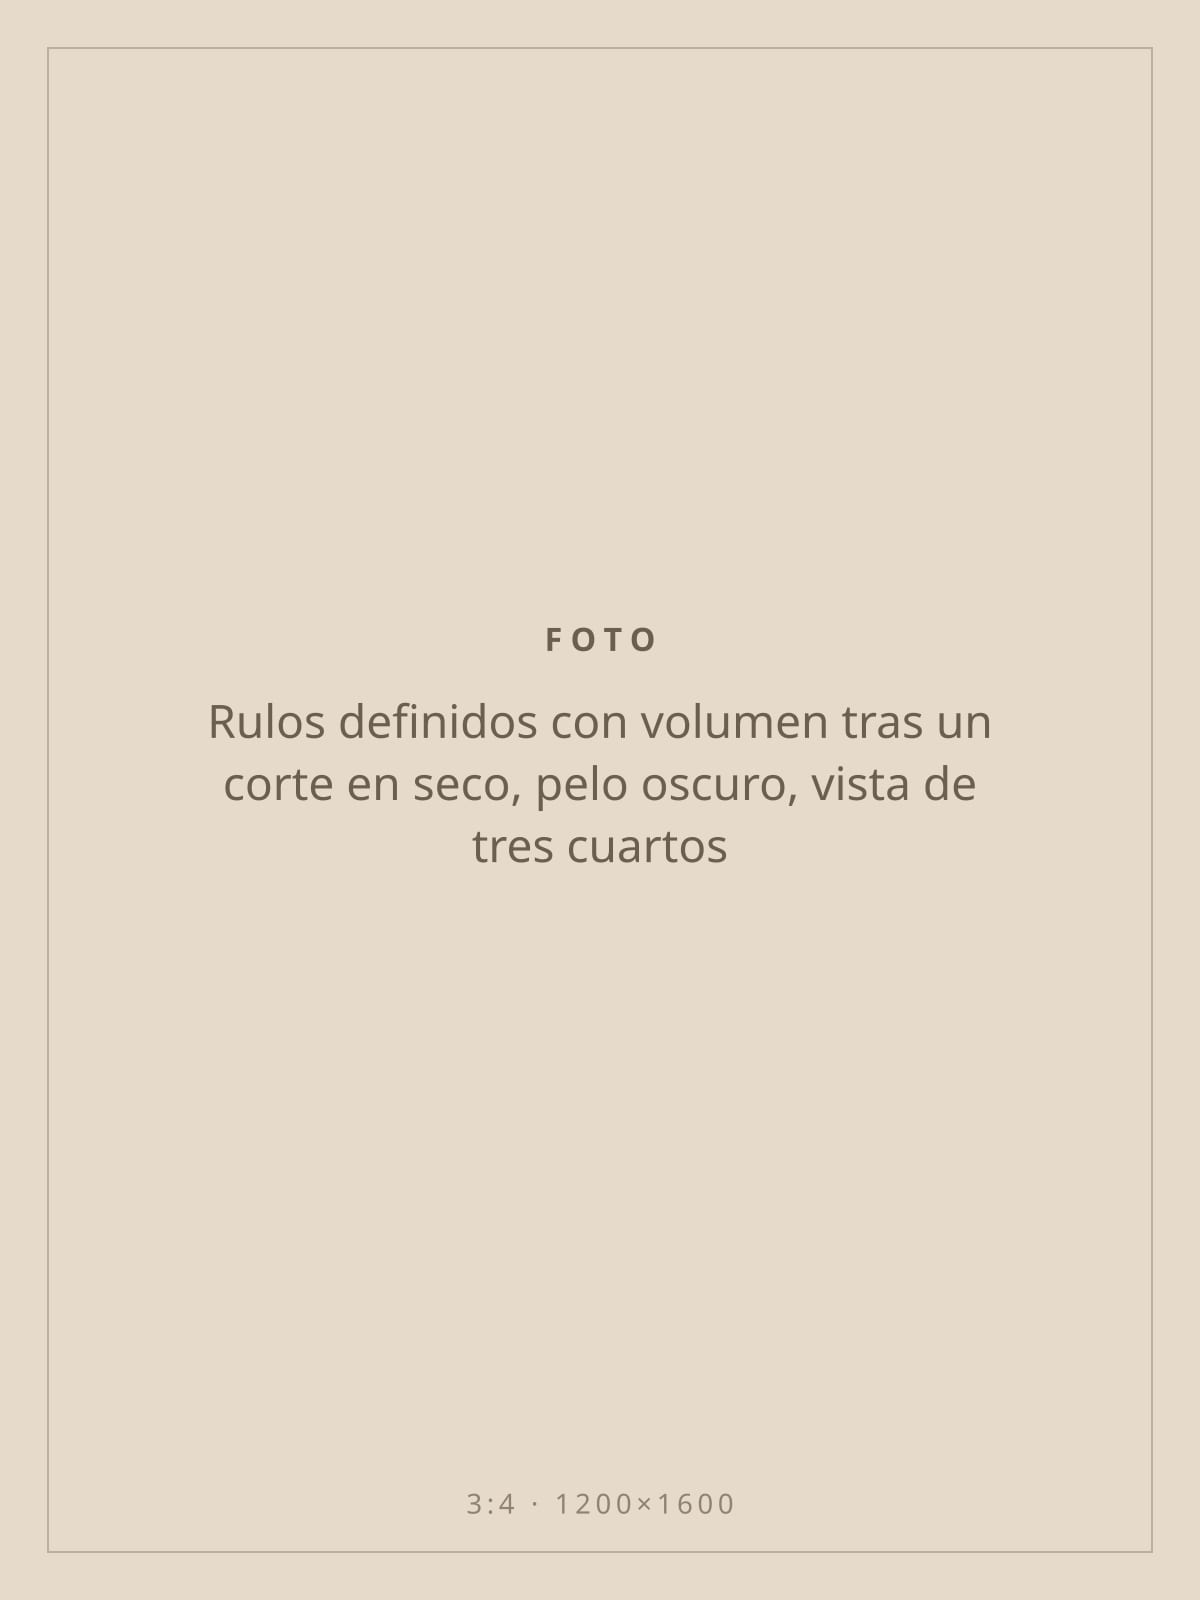 FOTO
Rulos definidos con volumen tras un
corte en seco, pelo oscuro, vista de
tres cuartos
3:4 · 1200×1600